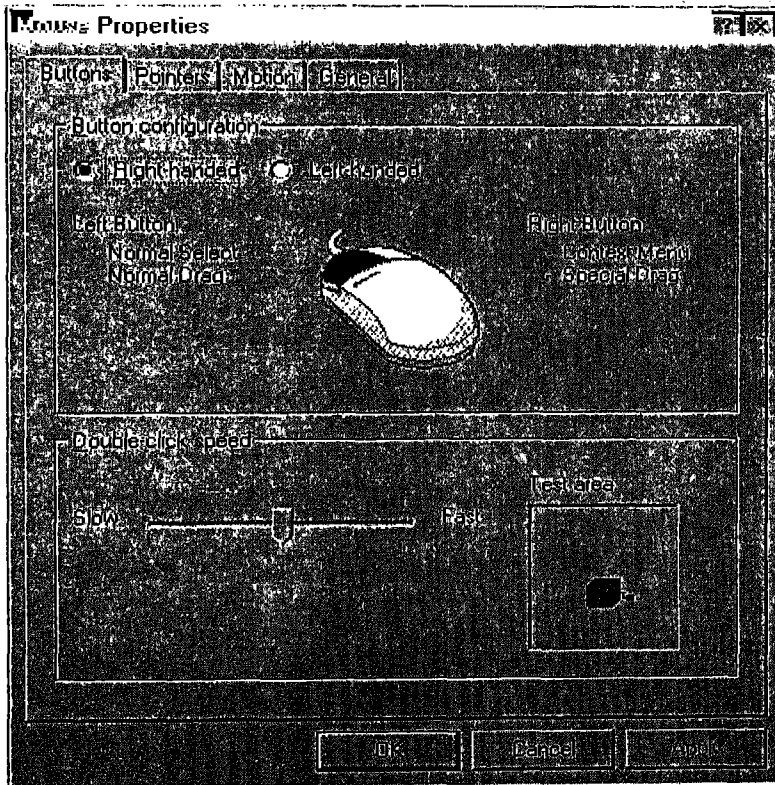 Mouse Properties
Buttons Pointers Motion General
Button configuration
Right-handed Left-handed
Left Button: Right Button:
Normal Select Context Menu
Normal Drag Special Drag
Double-click speed
Test area:
Slow Fast
OK Cancel Apply